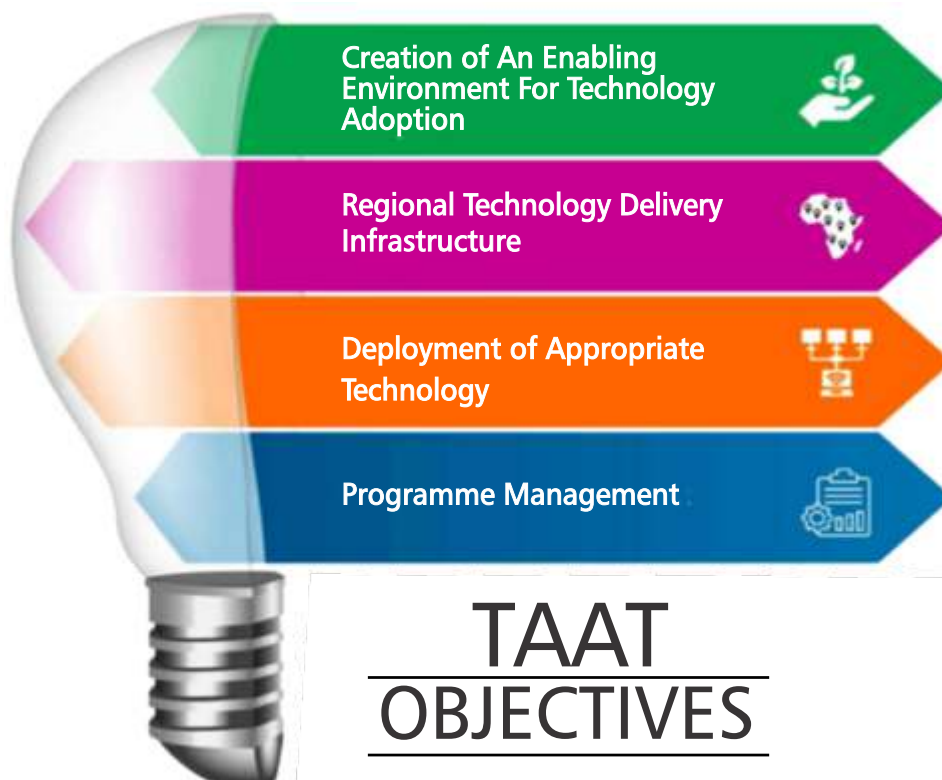 Creation of An Enabling
Environment For Technology
Adoption
Regional Technology Delivery
Infrastructure
Deployment of Appropriate
Technology
Programme Management
TAAT
OBJECTIVES